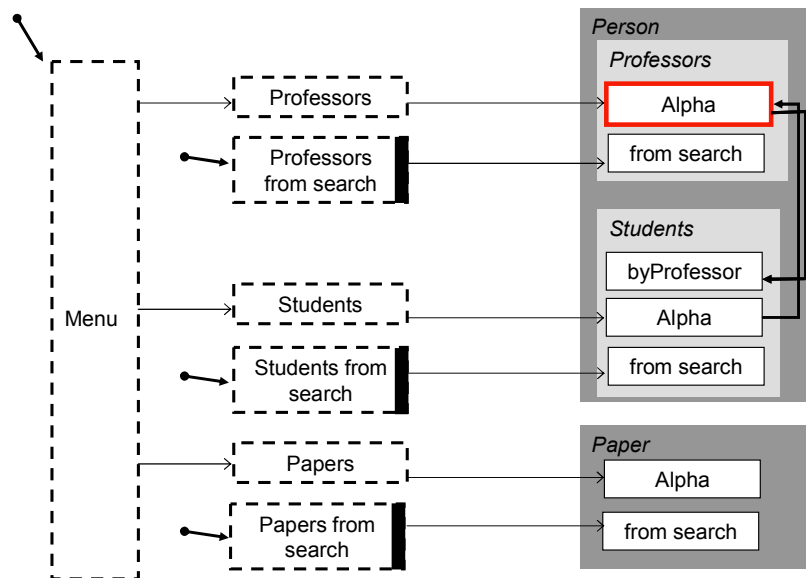 Person
Professors
Professors
Alpha
Professors
from search
from search
Students
byProfessor
Menu
Students
Alpha
Students from
search
from search
Papers
Paper
Alpha
Papers from
search
from search